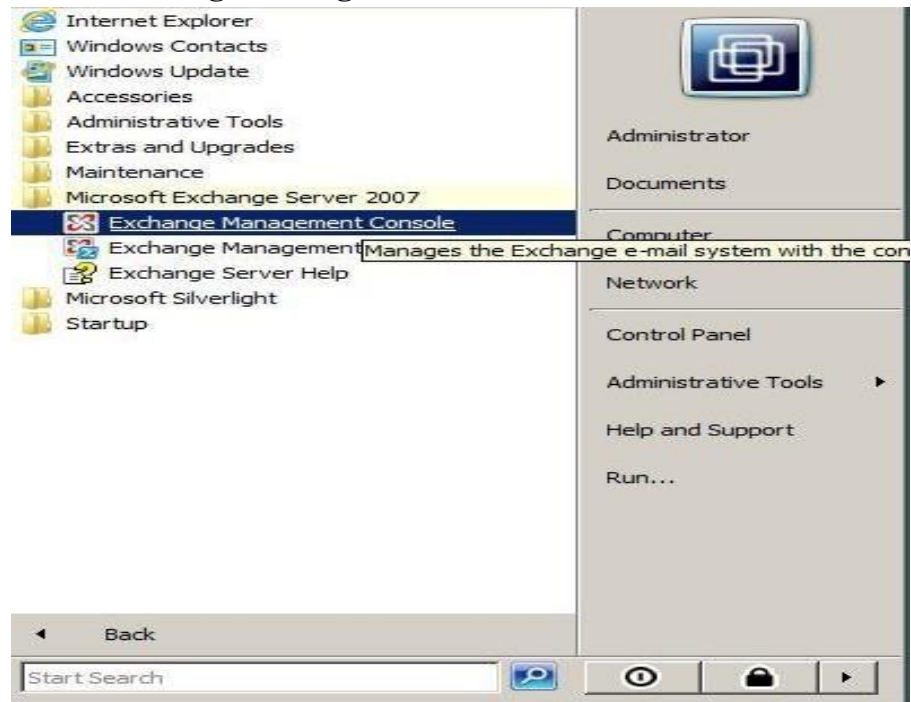 Internet Explorer
Windows Contacts
Windows Update
Accessories
Administrative Tools
Extras and Upgrades
Maintenance
Microsoft Exchange Server 2007
Exchange Management Console
Exchange Management
Manages the Exchange e-mail system with the con
Exchange Server Help
Microsoft Silverlight
Startup
Back
Start Search
Administrator
Documents
Computer
Network
Control Panel
Administrative Tools
Help and Support
Run...